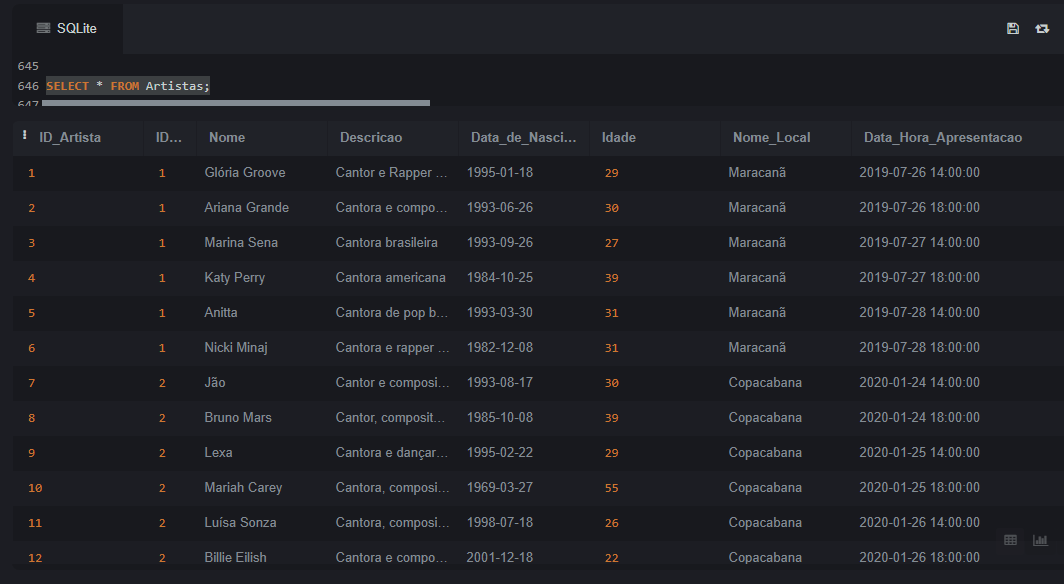 SQLite
645
646 SELECT * FROM Artistas;
647
ID_Artista ID... Nome Descricao Data_de_Nasci... Idade Nome_Local Data_Hora_Apresentacao
1 1 Glória Groove Cantor e Rapper ... 1995-01-18 29 Maracanã 2019-07-26 14:00:00
2 1 Ariana Grande Cantora e compo... 1993-06-26 30 Maracanã 2019-07-26 18:00:00
3 1 Marina Sena Cantora brasileira 1993-09-26 27 Maracanã 2019-07-27 14:00:00
4 1 Katy Perry Cantora americana 1984-10-25 39 Maracanã 2019-07-27 18:00:00
5 1 Anitta Cantora de pop b... 1993-03-30 31 Maracanã 2019-07-28 14:00:00
6 1 Nicki Minaj Cantora e rapper ... 1982-12-08 31 Maracanã 2019-07-28 18:00:00
7 2 Jão Cantor e composi... 1993-08-17 30 Copacabana 2020-01-24 14:00:00
8 2 Bruno Mars Cantor, composit... 1985-10-08 39 Copacabana 2020-01-24 18:00:00
9 2 Lexa Cantora e dançar... 1995-02-22 29 Copacabana 2020-01-25 14:00:00
10 2 Mariah Carey Cantora, composi... 1969-03-27 55 Copacabana 2020-01-25 18:00:00
11 2 Luísa Sonza Cantora, composi... 1998-07-18 26 Copacabana 2020-01-26 14:00:00
12 2 Billie Eilish Cantora e compo... 2001-12-18 22 Copacabana 2020-01-26 18:00:00